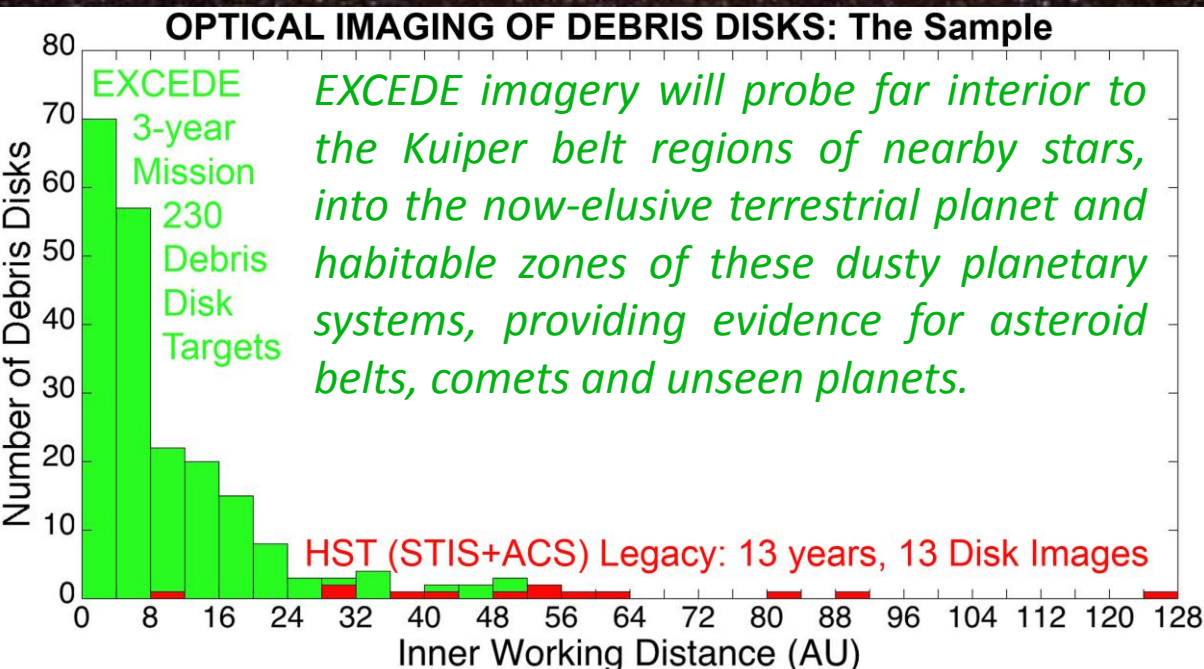 OPTICAL IMAGING OF DEBRIS DISKS: The Sample
80
70
60
50
40
30
20
10
0
Number of Debris Disks
EXCEDE
3-year
Mission
230
Debris
Disk
Targets
EXCEDE imagery will probe far interior to
the Kuiper belt regions of nearby stars,
into the now-elusive terrestrial planet and
habitable zones of these dusty planetary
systems, providing evidence for asteroid
belts, comets and unseen planets.
HST (STIS+ACS) Legacy: 13 years, 13 Disk Images
0 8 16 24 32 40 48 56 64 72 80 88 96 104 112 120 128
Inner Working Distance (AU)